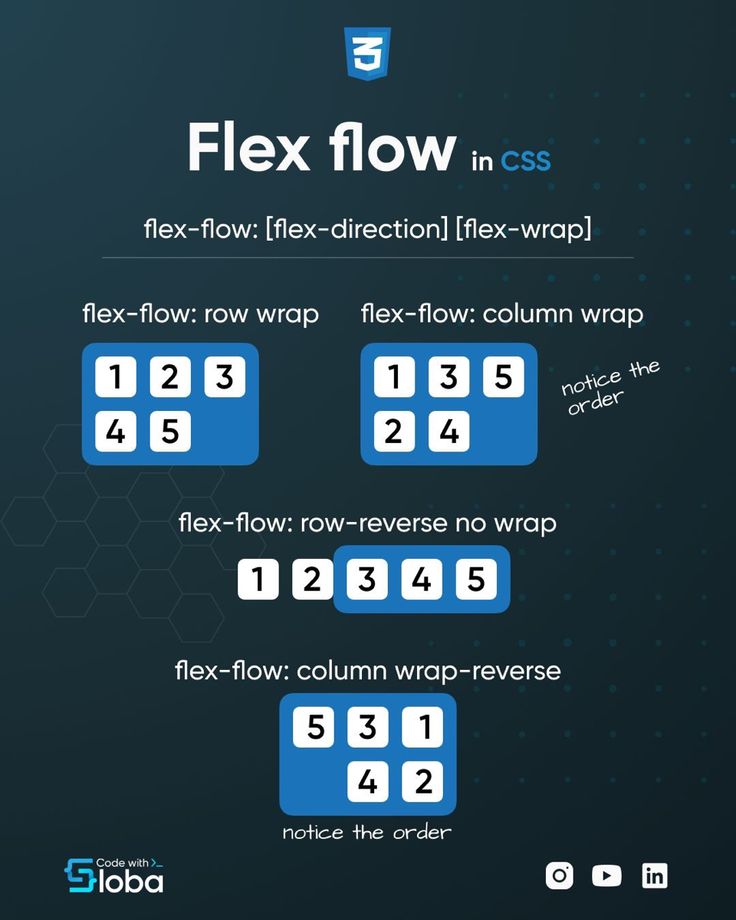 3
Flex flow in CSS
flex-flow: [flex-direction] [flex-wrap]
flex-flow: row wrap
1 2 3
4 5
flex-flow: column wrap
1 3 5
2 4
notice the
order
flex-flow: row-reverse no wrap
1 2 3 4 5
flex-flow: column wrap-reverse
5 3 1
4 2
notice the order
Code with >_
Sloba
in